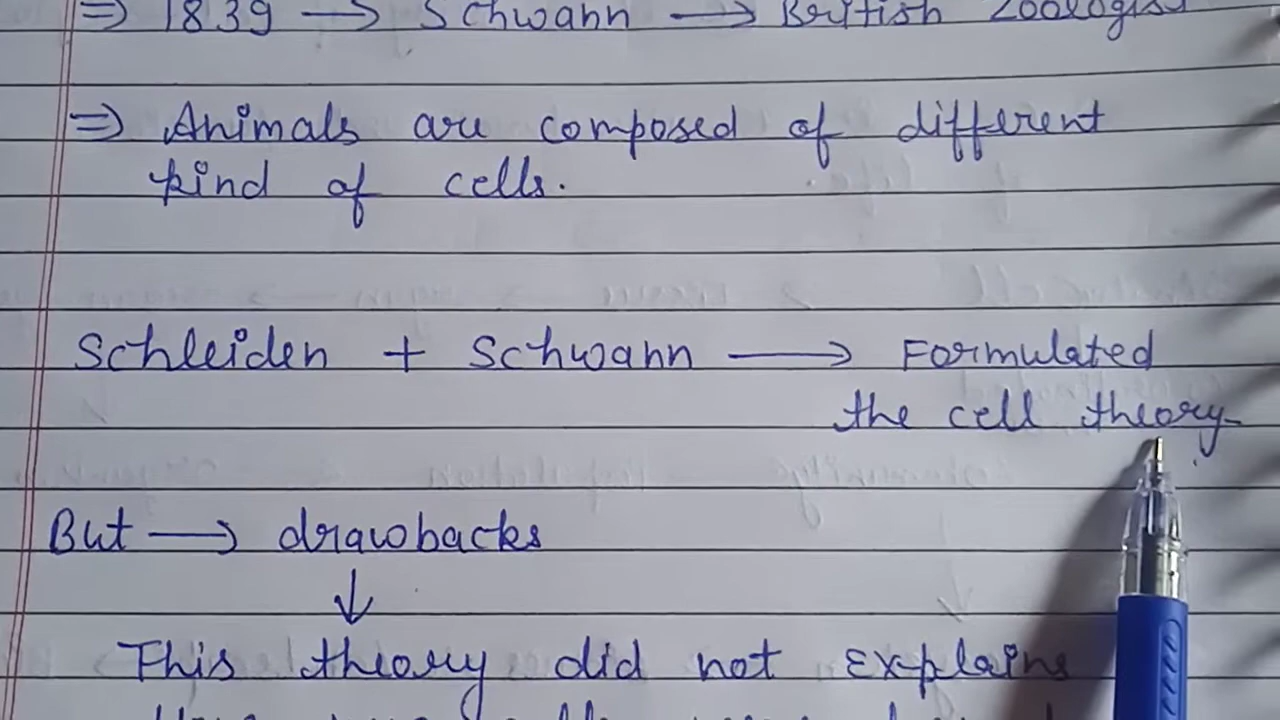 ⇒ 1839 → Schwann → British Zoologist
⇒ Animals are composed of different
kind of cells.
Schleiden + Schwann → Formulated
the cell theory.
But → drawbacks
↓
This theory did not explains